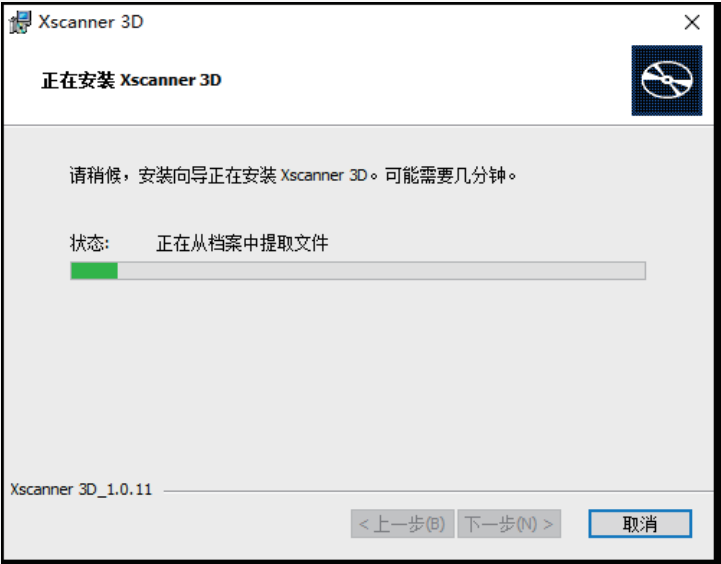 Xscanner 3D
正在安装 Xscanner 3D
请稍候，安装向导正在安装 Xscanner 3D。可能需要几分钟。
状态: 正在从档案中提取文件
Xscanner 3D_1.0.11
< 上一步(B) 下一步(N) > 取消